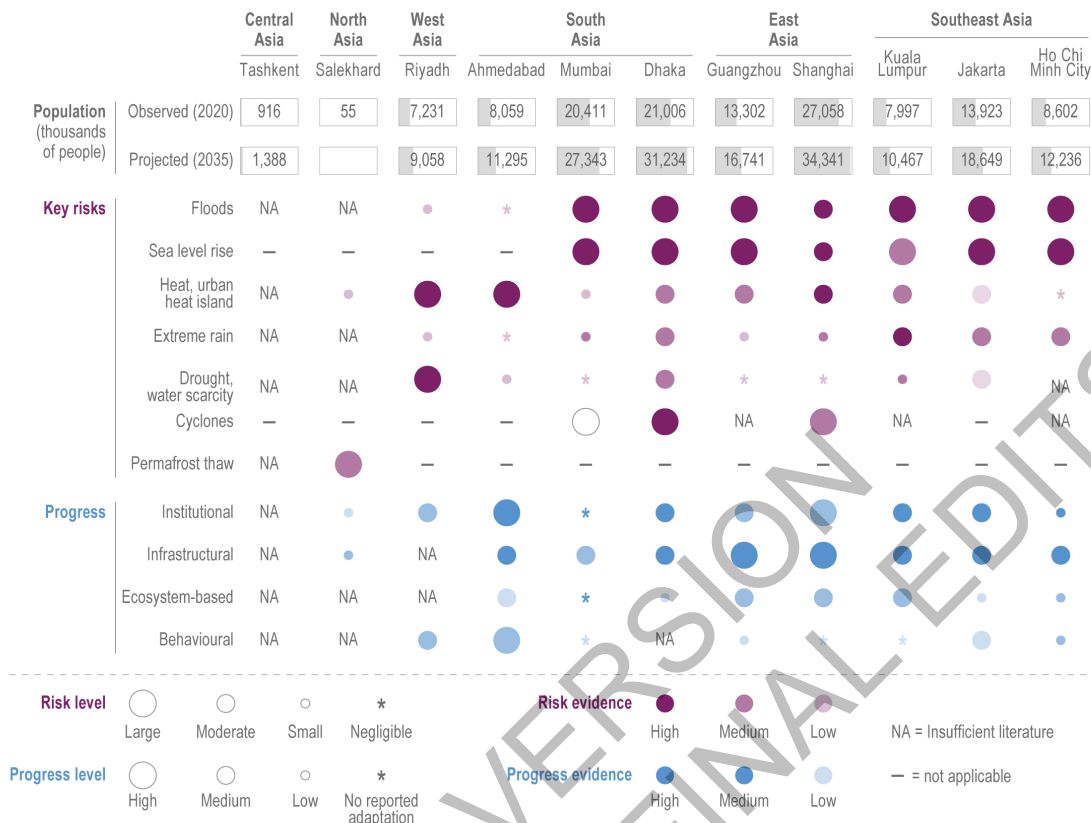 Central Asia North Asia West Asia South Asia East Asia Southeast Asia
Tashkent Salekhard Riyadh Ahmedabad Mumbai Dhaka Guangzhou Shanghai Kuala Lumpur Jakarta Ho Chi Minh City
Population (thousands of people)
Observed (2020) 916 55 7,231 8,059 20,411 21,006 13,302 27,058 7,997 13,923 8,602
Projected (2035) 1,388 9,058 11,295 27,343 31,234 16,741 34,341 10,467 18,649 12,236
Key risks
Floods NA NA * 
Sea level rise – – – –
Heat, urban heat island NA *
Extreme rain NA NA *
Drought, water scarcity NA NA * * * NA
Cyclones – – – – NA NA – NA
Permafrost thaw NA – – – – – – – – –
Progress
Institutional NA *
Infrastructural NA NA
Ecosystem-based NA NA NA *
Behavioural NA NA * NA * *
Risk level
Large Moderate Small * Negligible
Risk evidence
High Medium Low
NA = Insufficient literature
Progress level
High Medium Low * No reported adaptation
Progress evidence
High Medium Low
– = not applicable
VERSION
FINAL EDITS